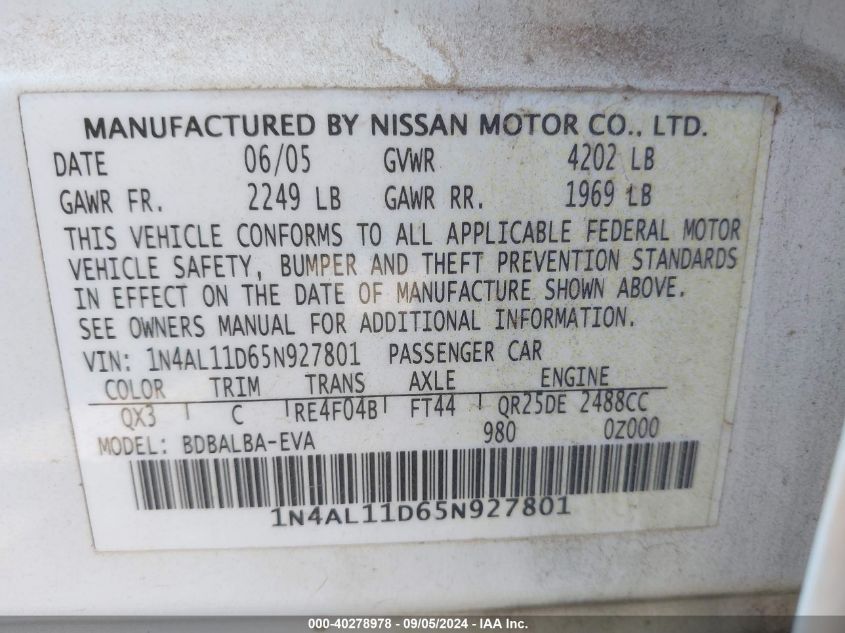 MANUFACTURED BY NISSAN MOTOR CO., LTD.
DATE 06/05 GVWR 4202 LB
GAWR FR. 2249 LB GAWR RR. 1969 LB
THIS VEHICLE CONFORMS TO ALL APPLICABLE FEDERAL MOTOR
VEHICLE SAFETY, BUMPER AND THEFT PREVENTION STANDARDS
IN EFFECT ON THE DATE OF MANUFACTURE SHOWN ABOVE.
SEE OWNERS MANUAL FOR ADDITIONAL INFORMATION.
VIN: 1N4AL11D65N927801 PASSENGER CAR
COLOR TRIM TRANS AXLE ENGINE
QX3 C RE4F04B FT44 QR25DE 2488CC
MODEL: BDBALBA-EVA 980 0Z000
1N4AL11D65N927801
000-40278978 - 09/05/2024 - IAA Inc.